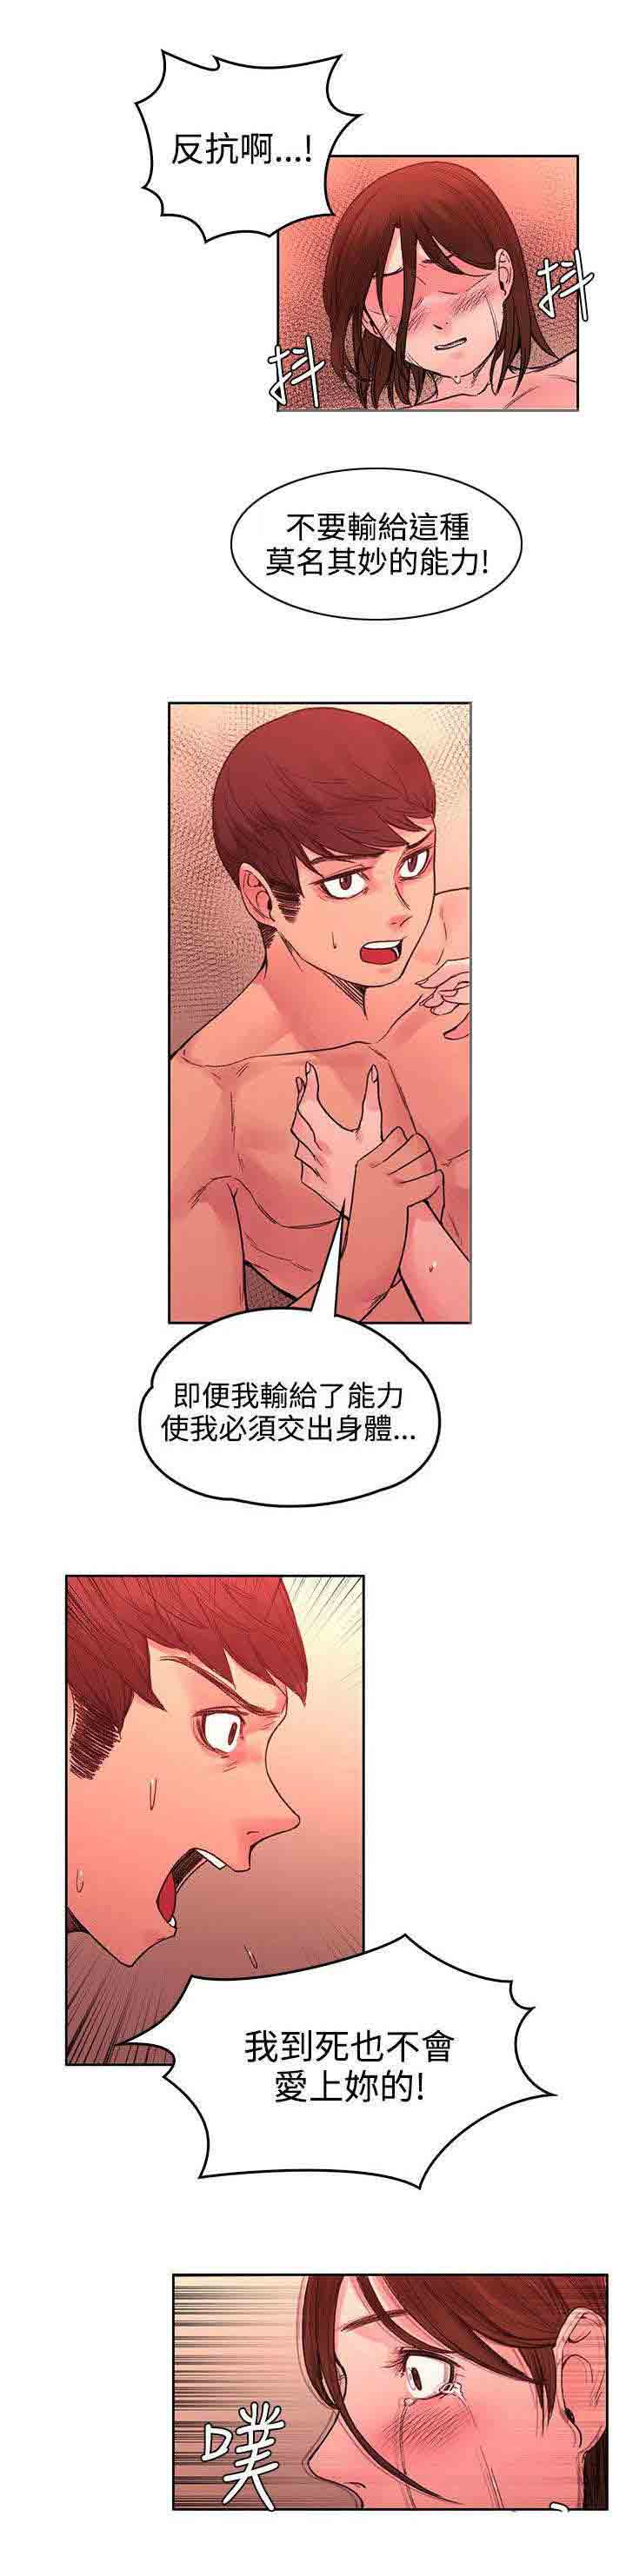 反抗啊...!
抖
抖
不要輸給這種
莫名其妙的能力!
即便我輸給了能力
使我必須交出身體...
我到死也不會
愛上妳的!
噗